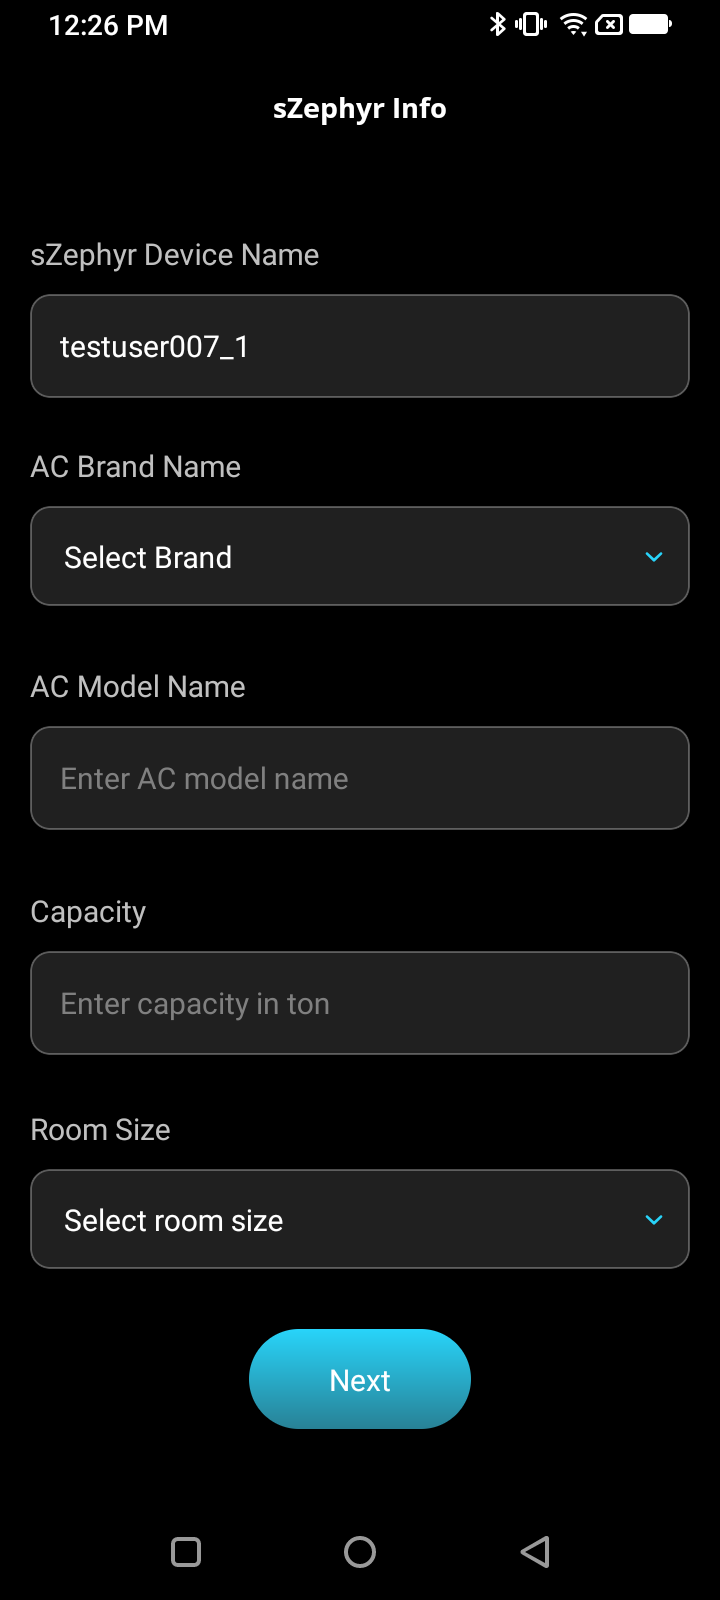 12:26 PM
sZephyr Info
sZephyr Device Name
testuser007_1
AC Brand Name
Select Brand
AC Model Name
Enter AC model name
Capacity
Enter capacity in ton
Room Size
Select room size
Next